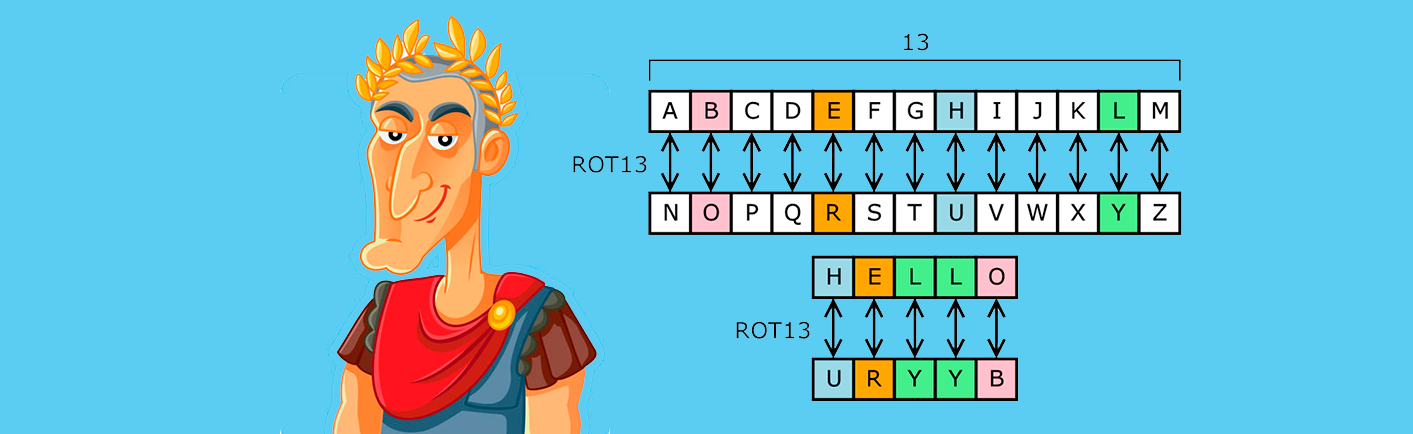 13
A B C D E F G H I J K L M
ROT13
N O P Q R S T U V W X Y Z
H E L L O
ROT13
U R Y Y B